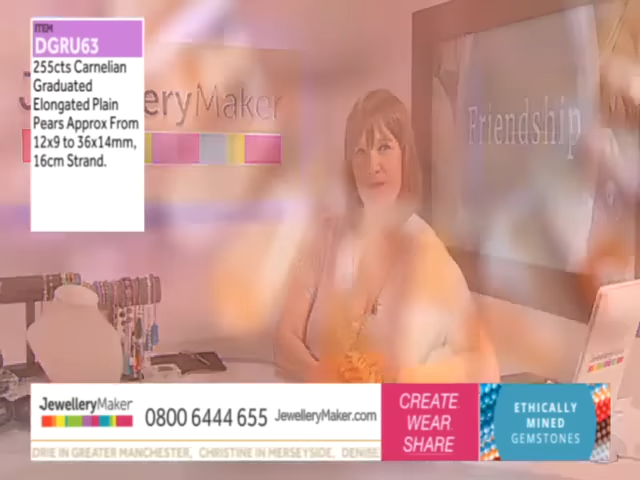 ITEM
DGRU63
255cts Carnelian
Graduated
Elongated Plain
Pears Approx From
12x9 to 36x14mm,
16cm Strand.
JewelleryMaker
Friendship
JewelleryMaker
0800 6444 655 JewelleryMaker.com
CREATE
WEAR
SHARE
ETHICALLY
MINED
GEMSTONES
DRIE IN GREATER MANCHESTER, CHRISTINE IN MERSEYSIDE, DENISE